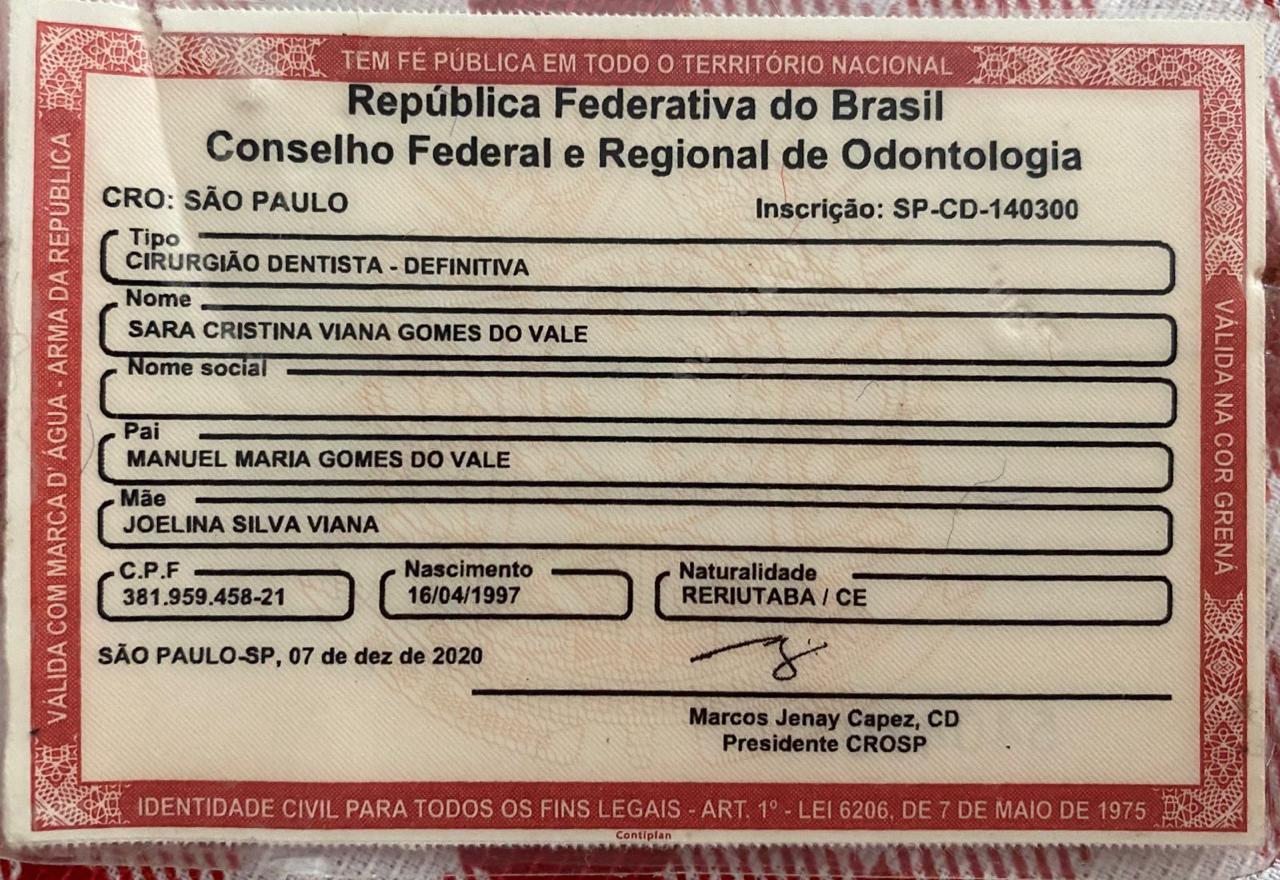 TEM FÉ PÚBLICA EM TODO O TERRITÓRIO NACIONAL
República Federativa do Brasil
Conselho Federal e Regional de Odontologia
CRO: SÃO PAULO
Inscrição: SP-CD-140300
Tipo
CIRURGIÃO DENTISTA - DEFINITIVA
Nome
SARA CRISTINA VIANA GOMES DO VALE
Nome social
Pai
MANUEL MARIA GOMES DO VALE
Mãe
JOELINA SILVA VIANA
C.P.F
381.959.458-21
Nascimento
16/04/1997
Naturalidade
RERIUTABA / CE
SÃO PAULO-SP, 07 de dez de 2020
Marcos Jenay Capez, CD
Presidente CROSP
IDENTIDADE CIVIL PARA TODOS OS FINS LEGAIS - ART. 1º - LEI 6206, DE 7 DE MAIO DE 1975
Contiplan
VÁLIDA COM MARCA D'ÁGUA - ARMA DA REPÚBLICA
VÁLIDA NA COR GRENÁ